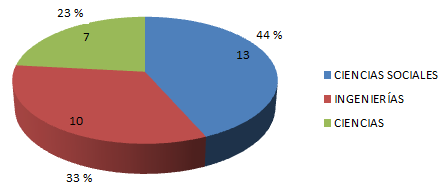 23 %
7
44 %
13
10
33 %
CIENCIAS SOCIALES
INGENIERÍAS
CIENCIAS